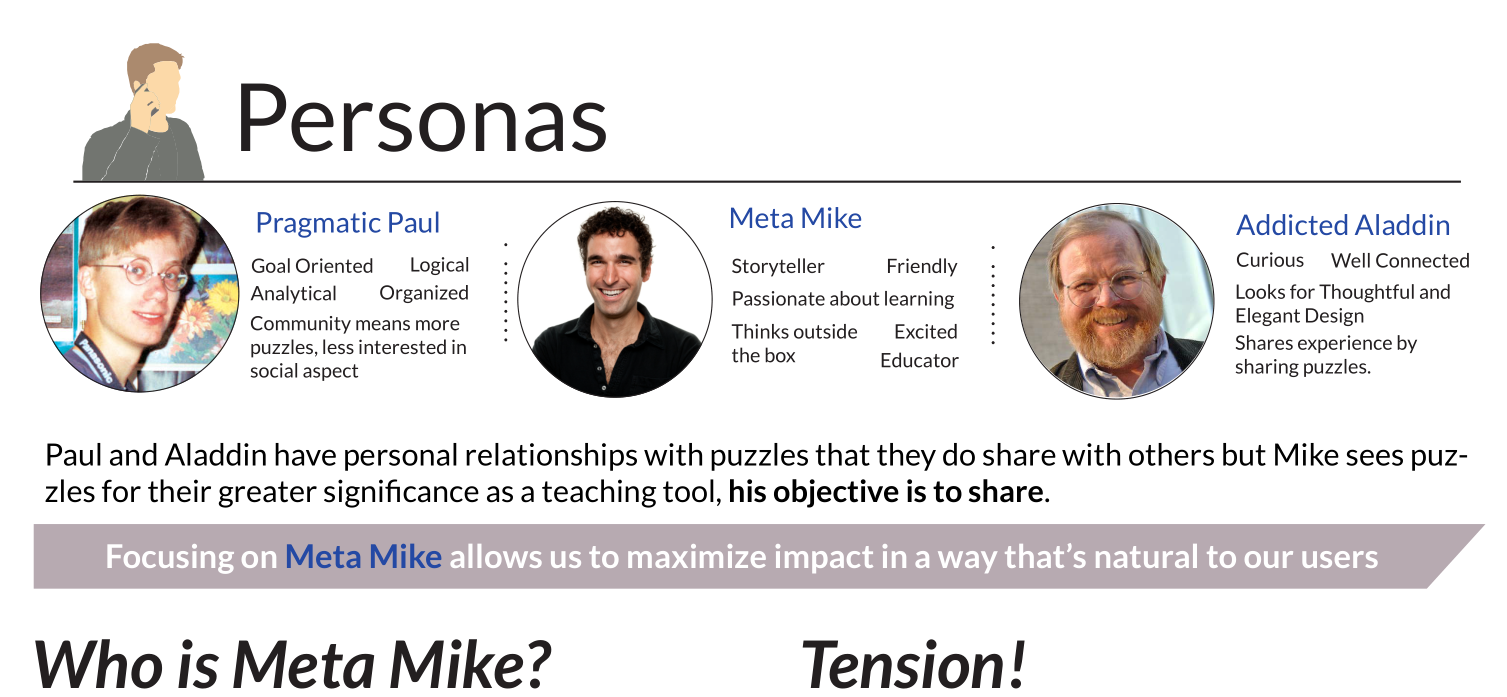 Personas
Pragmatic Paul
Goal Oriented Logical
Analytical Organized
Community means more
puzzles, less interested in
social aspect
Panasonic
Meta Mike
Storyteller Friendly
Passionate about learning
Thinks outside Excited
the box Educator
Addicted Aladdin
Curious Well Connected
Looks for Thoughtful and
Elegant Design
Shares experience by
sharing puzzles.
Paul and Aladdin have personal relationships with puzzles that they do share with others but Mike sees puz-
zles for their greater significance as a teaching tool, his objective is to share.
Focusing on Meta Mike allows us to maximize impact in a way that's natural to our users
Who is Meta Mike?
Tension!